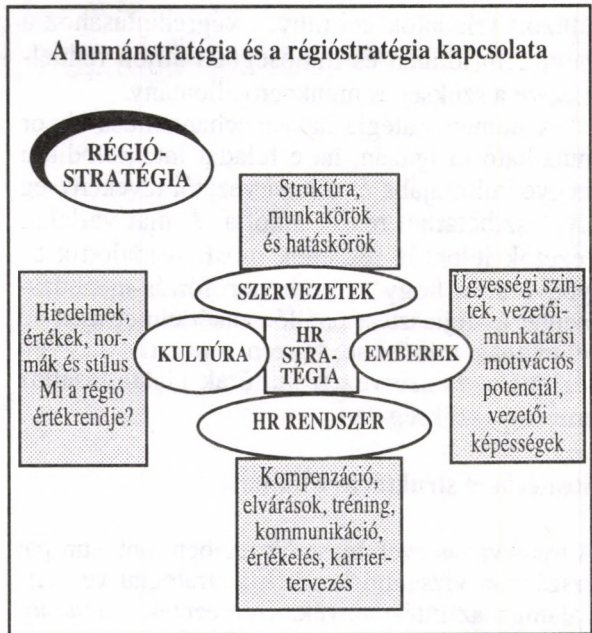 A humánstratégia és a régióstratégia kapcsolata
RÉGIÓ-
STRATÉGIA
Struktúra,
munkakörök
és hatáskörök
SZERVEZETEK
Hiedelmek,
értékek, nor-
mák és stílus
Mi a régió
értékrendje?
KULTÚRA
HR
STRA-
TÉGIA
EMBEREK
Ügyességi szin-
tek, vezetői-
munkatársi
motivációs
potenciál,
vezetői
képességek
HR RENDSZER
Kompenzáció,
elvárások, tréning,
kommunikáció,
értékelés, karrier-
tervezés